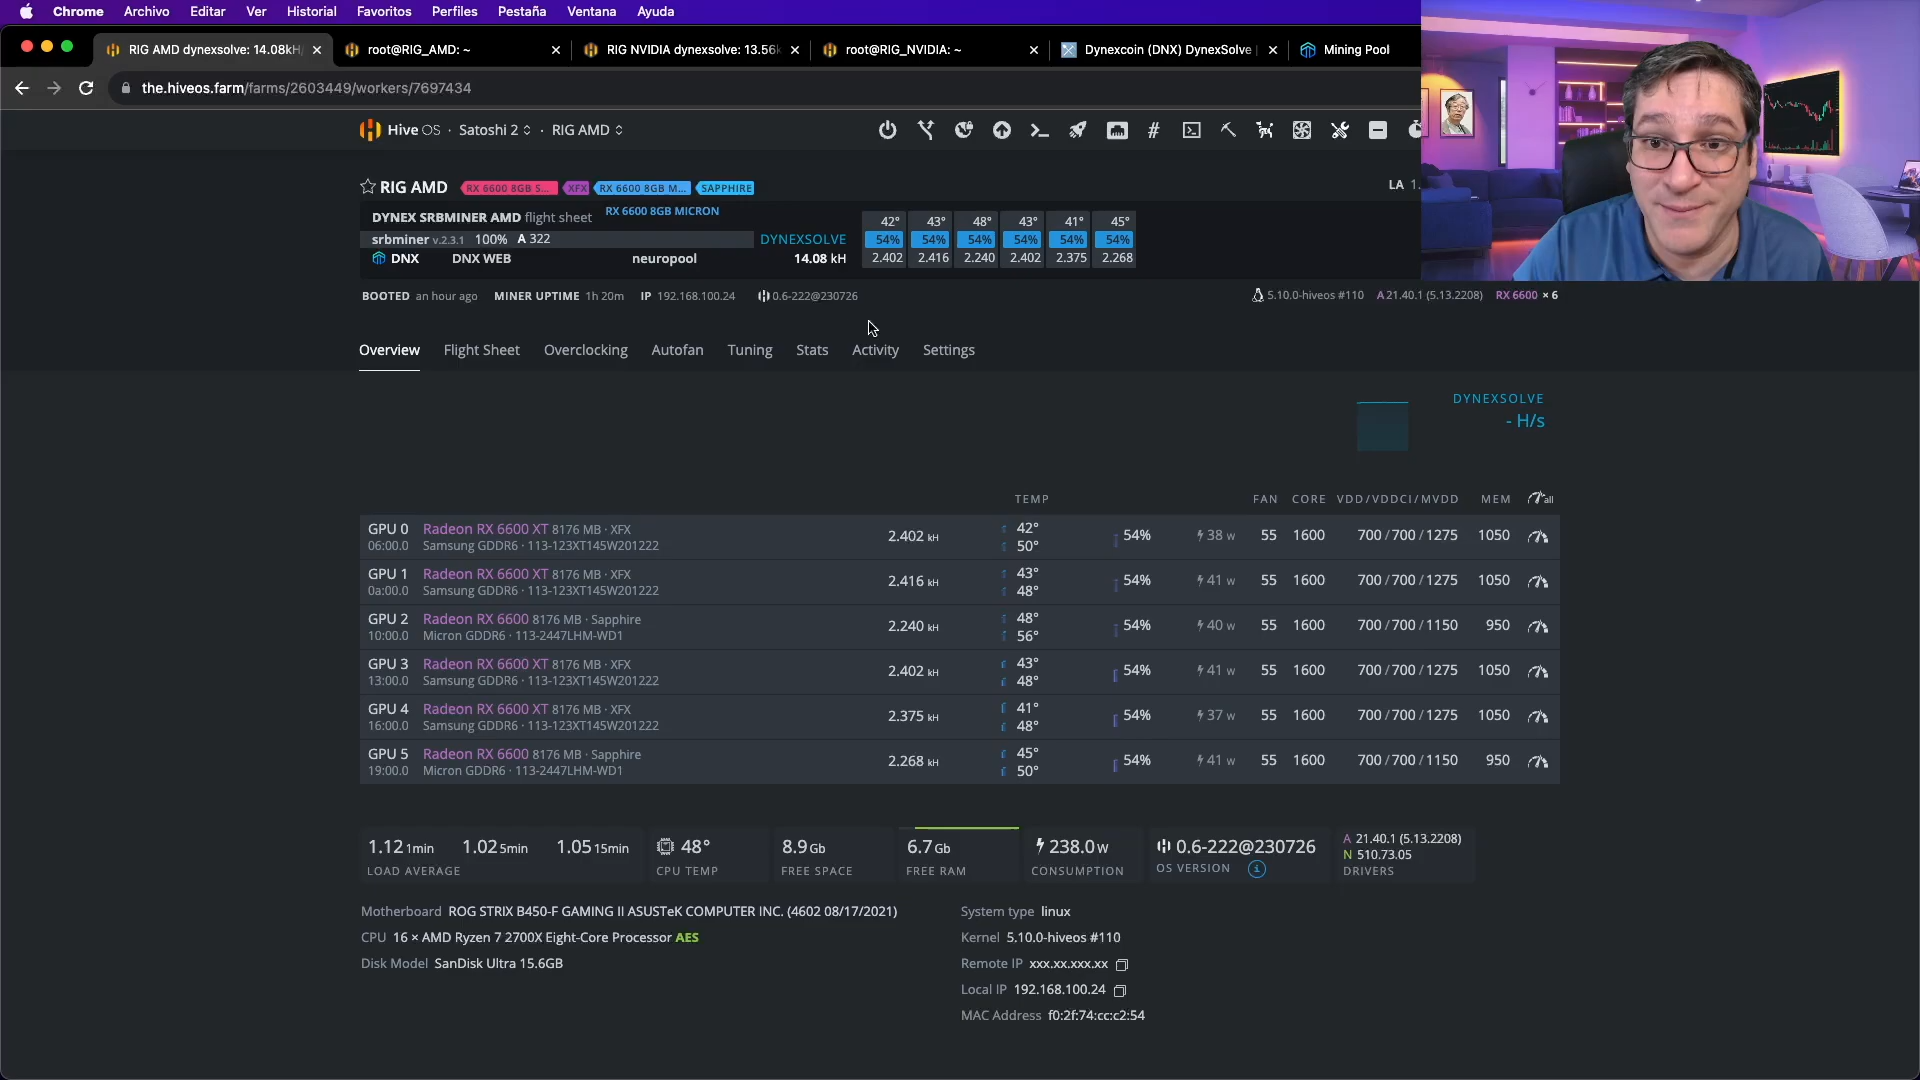 Chrome Archivo Editar Ver Historial Favoritos Perfiles Pestaña Ventana Ayuda
RIG AMD dynexsolve: 14.08kH root@RIG_AMD: ~ RIG NVIDIA dynexsolve: 13.56k root@RIG_NVIDIA: ~ Dynexcoin (DNX) DynexSolve Mining Pool
the.hiveos.farm/farms/2603449/workers/7697434
Hive OS · Satoshi 2 · RIG AMD
RIG AMD RX 6600 8GB S... XFX RX 6600 8GB M... SAPPHIRE LA 1.
RX 6600 8GB MICRON
DYNEX SRBMINER AMD flight sheet 42° 43° 48° 43° 41° 45°
srbminer v.2.3.1 100% A 322 DYNEXSOLVE 54% 54% 54% 54% 54% 54%
DNX DNX WEB neuropool 14.08 kH 2.402 2.416 2.240 2.402 2.375 2.268
BOOTED an hour ago MINER UPTIME 1h 20m IP 192.168.100.24 0.6-222@230726 5.10.0-hiveos #110 A 21.40.1 (5.13.2208) RX 6600 × 6
Overview Flight Sheet Overclocking Autofan Tuning Stats Activity Settings
DYNEXSOLVE
- H/s
TEMP FAN CORE VDD/VDDCI/MVDD MEM all
GPU 0 Radeon RX 6600 XT 8176 MB · XFX 2.402 kH 42° 54% 38 W 55 1600 700/700/1275 1050
06:00.0 Samsung GDDR6 · 113-123XT145W201222 50°
GPU 1 Radeon RX 6600 XT 8176 MB · XFX 2.416 kH 43° 54% 41 W 55 1600 700/700/1275 1050
0a:00.0 Samsung GDDR6 · 113-123XT145W201222 48°
GPU 2 Radeon RX 6600 8176 MB · Sapphire 2.240 kH 48° 54% 40 W 55 1600 700/700/1150 950
10:00.0 Micron GDDR6 · 113-2447LHM-WD1 56°
GPU 3 Radeon RX 6600 XT 8176 MB · XFX 2.402 kH 43° 54% 41 W 55 1600 700/700/1275 1050
13:00.0 Samsung GDDR6 · 113-123XT145W201222 48°
GPU 4 Radeon RX 6600 XT 8176 MB · XFX 2.375 kH 41° 54% 37 W 55 1600 700/700/1275 1050
16:00.0 Samsung GDDR6 · 113-123XT145W201222 48°
GPU 5 Radeon RX 6600 8176 MB · Sapphire 2.268 kH 45° 54% 41 W 55 1600 700/700/1150 950
19:00.0 Micron GDDR6 · 113-2447LHM-WD1 50°
1.12 1min 1.02 5min 1.05 15min 48° 8.9 Gb 6.7 Gb 238.0 W 0.6-222@230726 A 21.40.1 (5.13.2208)
N 510.73.05
LOAD AVERAGE CPU TEMP FREE SPACE FREE RAM CONSUMPTION OS VERSION DRIVERS
Motherboard ROG STRIX B450-F GAMING II ASUSTeK COMPUTER INC. (4602 08/17/2021) System type linux
CPU 16 × AMD Ryzen 7 2700X Eight-Core Processor AES Kernel 5.10.0-hiveos #110
Disk Model SanDisk Ultra 15.6GB Remote IP xxx.xx.xxx.xx
Local IP 192.168.100.24
MAC Address f0:2f:74:cc:c2:54